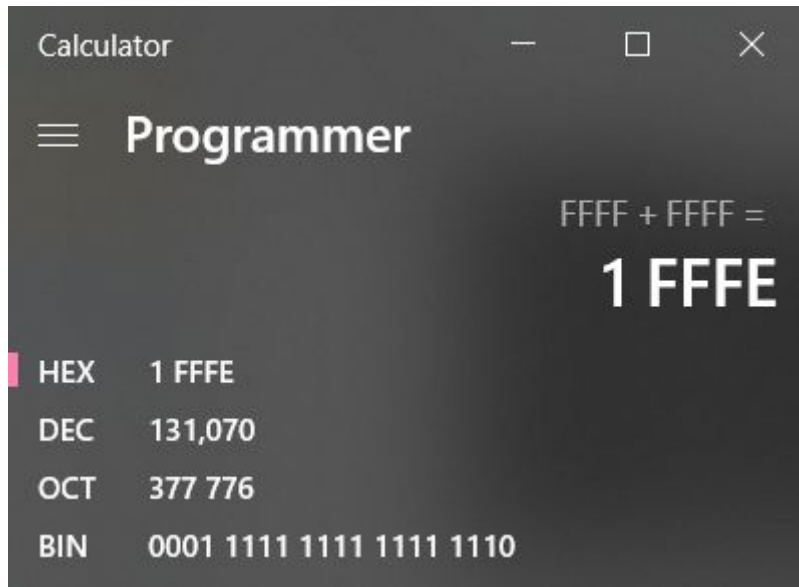 Calculator
Programmer
FFFF + FFFF =
1 FFFE
HEX 1 FFFE
DEC 131,070
OCT 377 776
BIN 0001 1111 1111 1111 1110